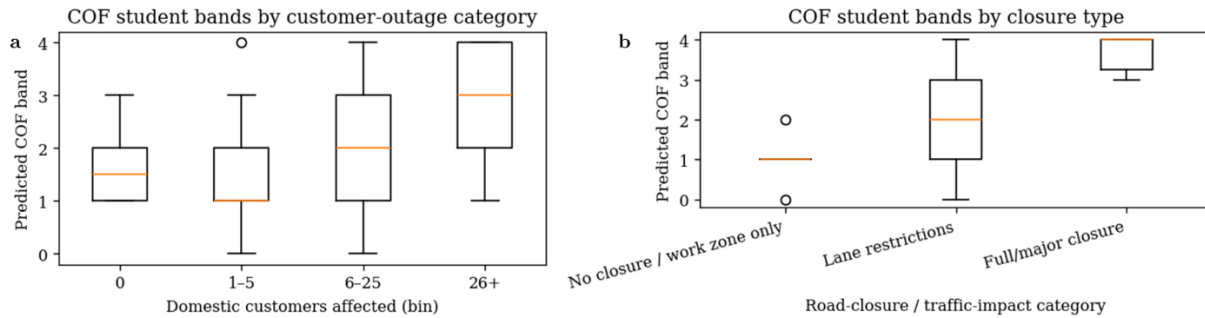 a
COF student bands by customer-outage category
Predicted COF band
4
3
2
1
0
0
1–5
6–25
26+
Domestic customers affected (bin)
b
COF student bands by closure type
Predicted COF band
4
3
2
1
0
No closure / work zone only
Lane restrictions
Full/major closure
Road-closure / traffic-impact category